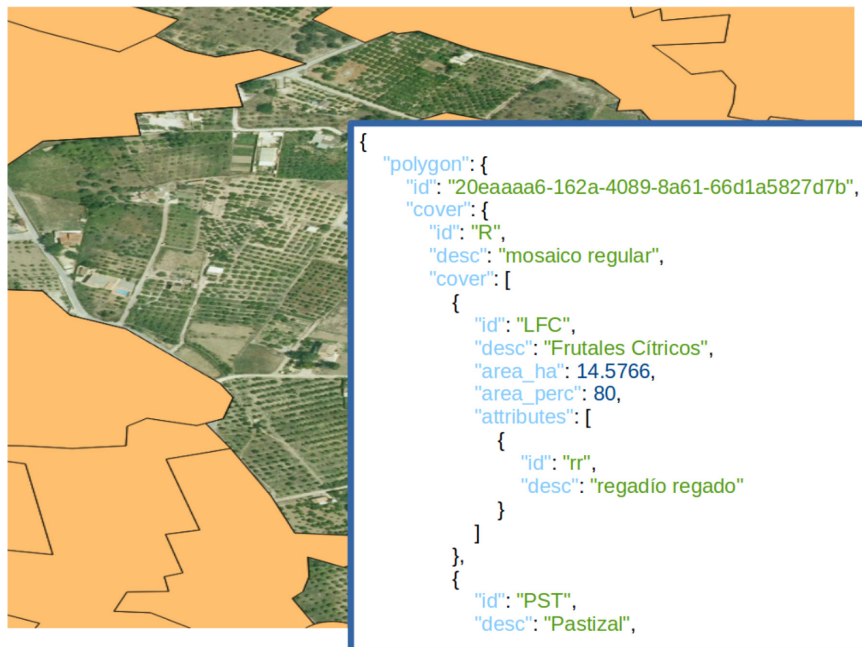 {
"polygon": {
"id": "20eaaaa6-162a-4089-8a61-66d1a5827d7b",
"cover": {
"id": "R",
"desc": "mosaico regular",
"cover": [
{
"id": "LFC",
"desc": "Frutales Cítricos",
"area_ha": 14.5766,
"area_perc": 80,
"attributes": [
{
"id": "rr",
"desc": "regadío regado"
}
]
},
{
"id": "PST",
"desc": "Pastizal",